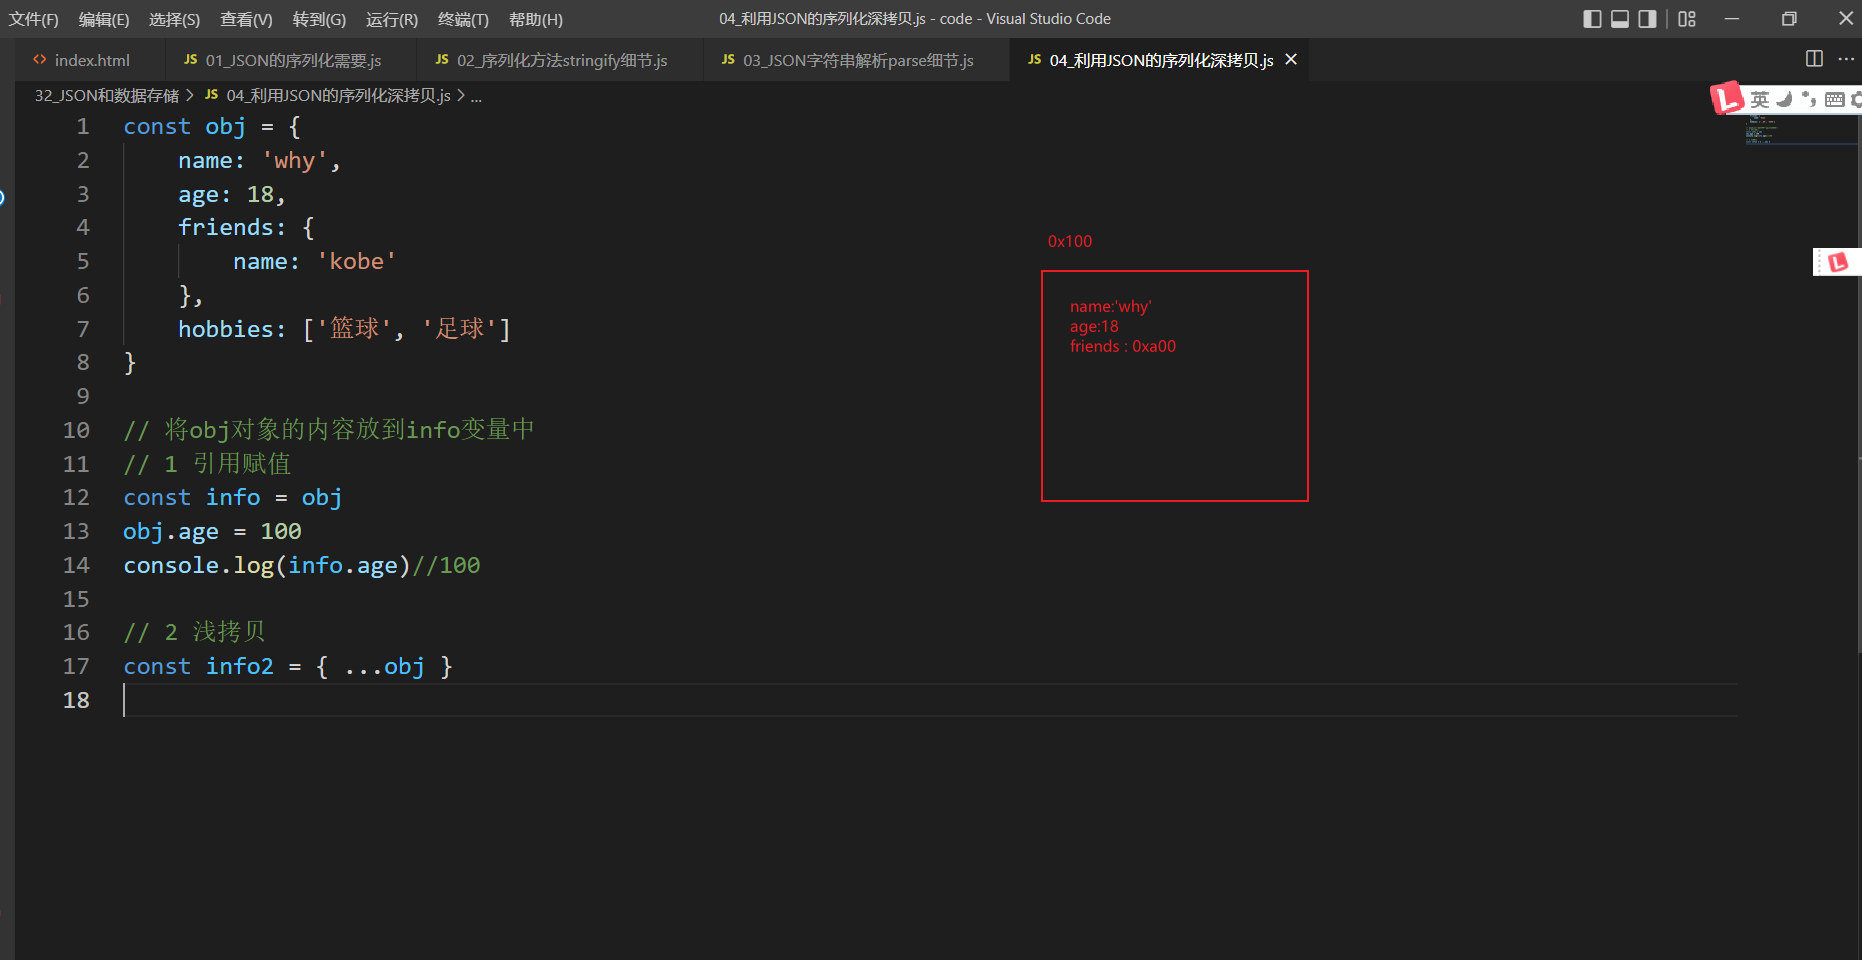 文件(F) 编辑(E) 选择(S) 查看(V) 转到(G) 运行(R) 终端(T) 帮助(H) 04_利用JSON的序列化深拷贝.js - code - Visual Studio Code
index.html JS 01_JSON的序列化需要.js JS 02_序列化方法stringify细节.js JS 03_JSON字符串解析parse细节.js JS 04_利用JSON的序列化深拷贝.js
32_JSON和数据存储 > JS 04_利用JSON的序列化深拷贝.js > ...
英
1 const obj = {
2 name: 'why',
3 age: 18,
4 friends: {
5 name: 'kobe'
6 },
7 hobbies: ['篮球', '足球']
8 }
9
10 // 将obj对象的内容放到info变量中
11 // 1 引用赋值
12 const info = obj
13 obj.age = 100
14 console.log(info.age)//100
15
16 // 2 浅拷贝
17 const info2 = { ...obj }
18
0x100
name:'why'
age:18
friends : 0xa00